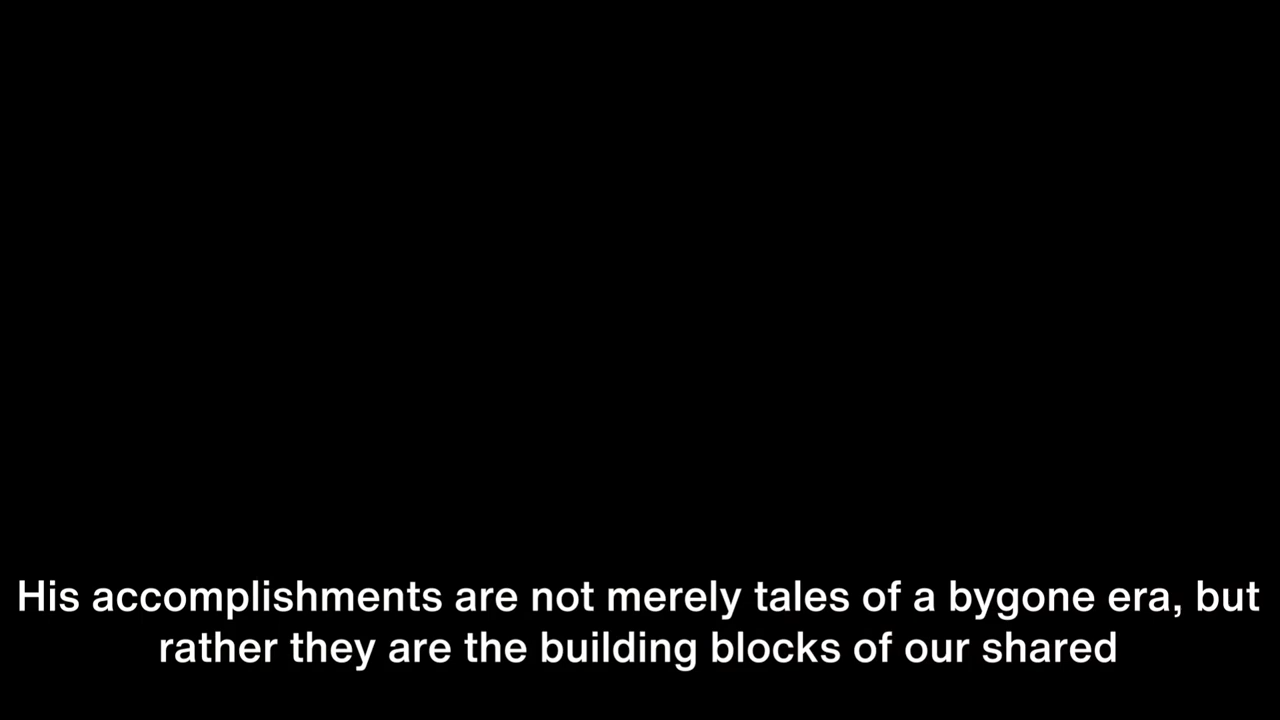 His accomplishments are not merely tales of a bygone era, but
rather they are the building blocks of our shared